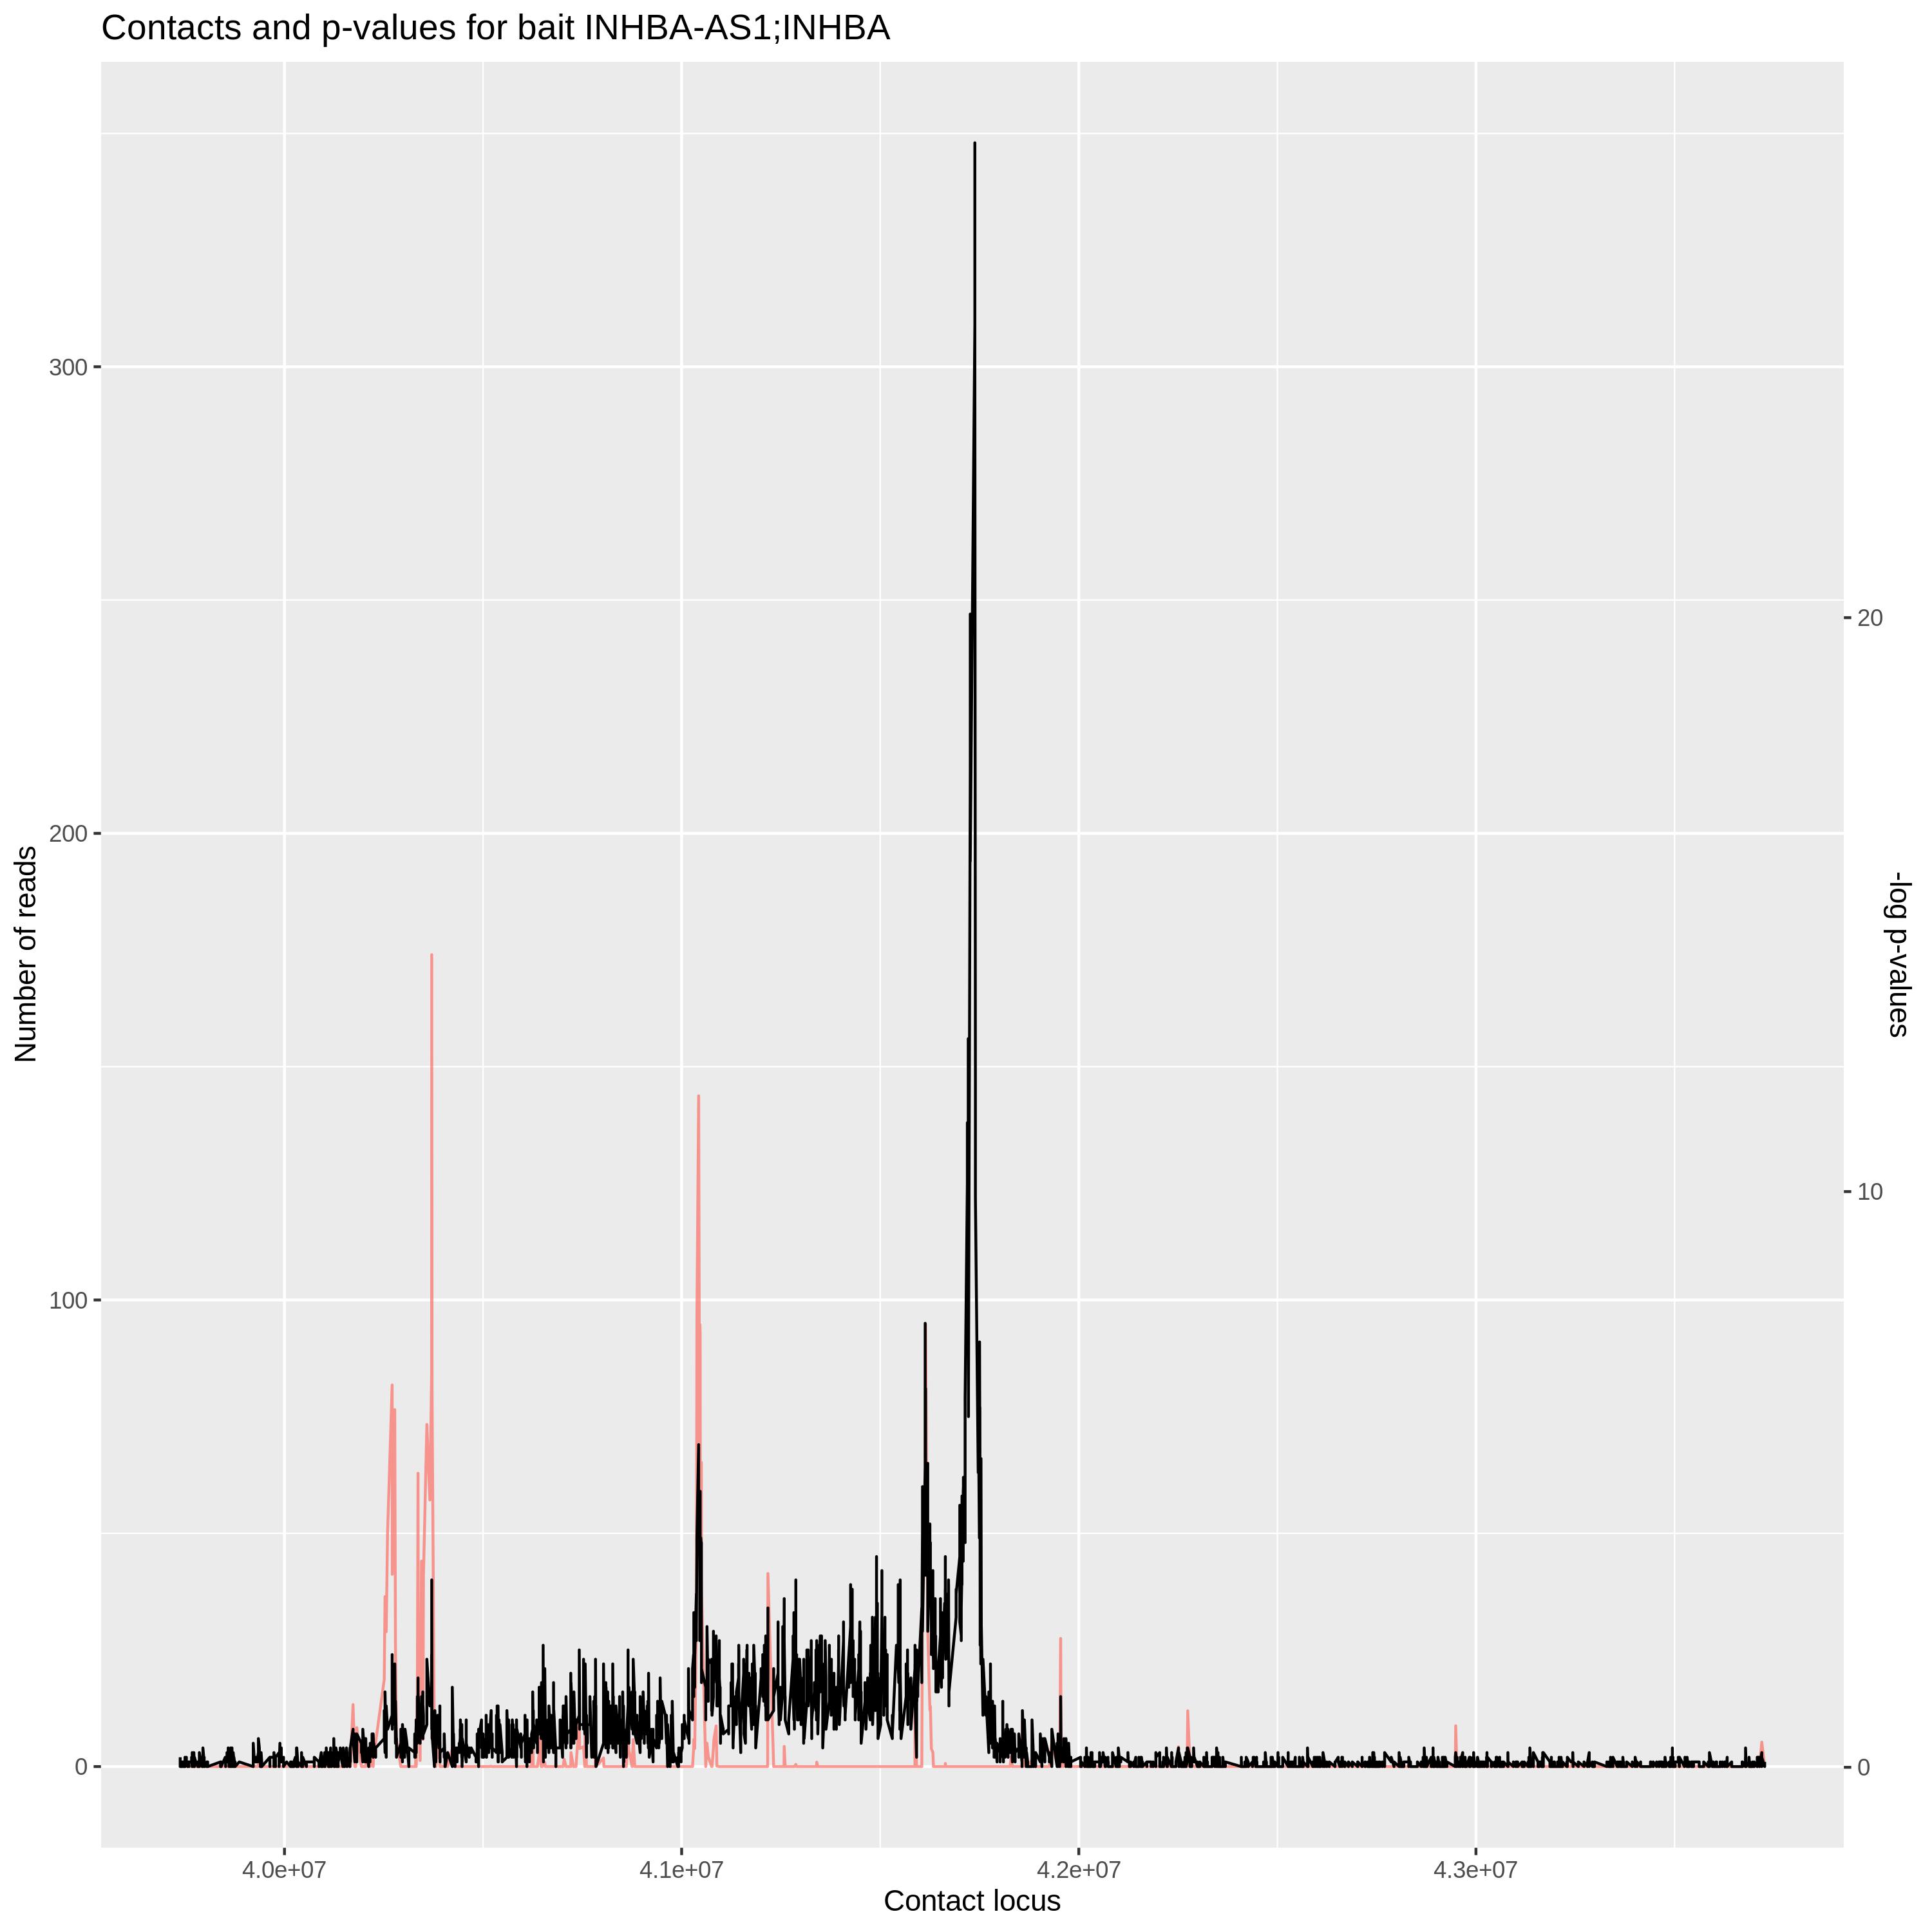 Contacts and p-values for bait INHBA-AS1;INHBA
300
200
100
0
Number of reads
20
10
0
-log p-values
4.0e+07
4.1e+07
4.2e+07
4.3e+07
Contact locus